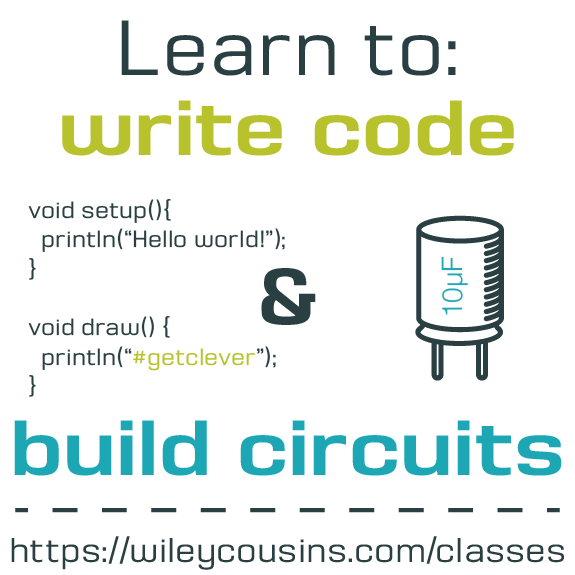 Learn to:
write code
void setup(){
println(“Hello world!”);
}
&
10µF
void draw() {
println(“#getclever”);
}
build circuits
https://wileycousins.com/classes